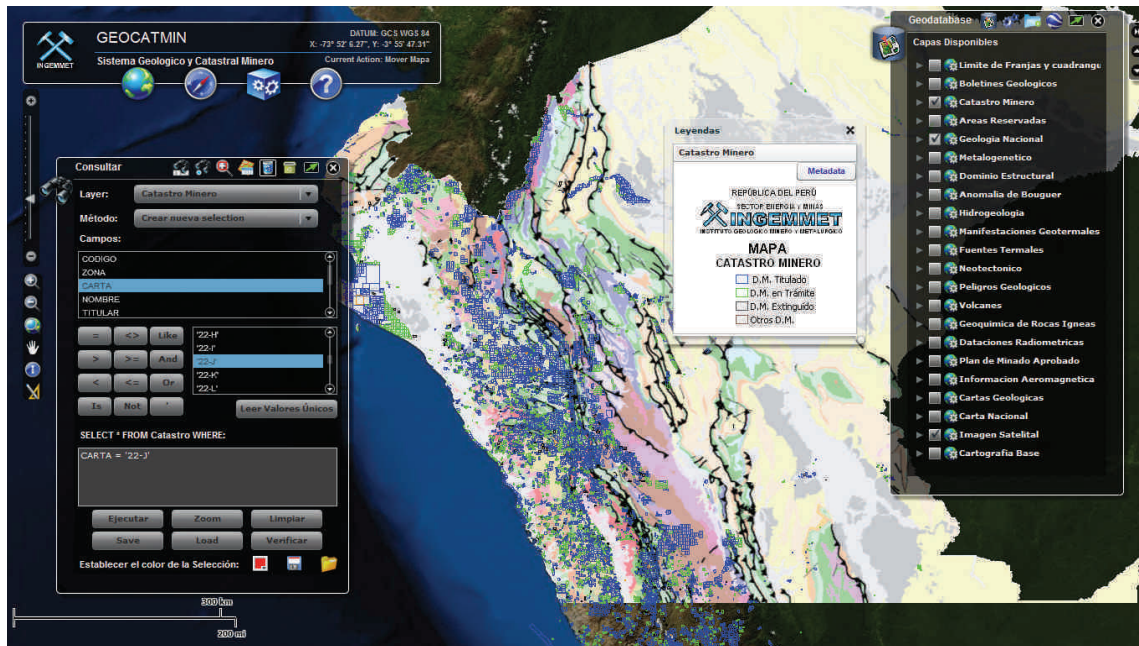 GEOCATMIN
DATUM: GCS WGS 84
X: -73° 52' 6.27", Y: -3° 55' 47.31"
INGEMMET
Sistema Geologico y Catastral Minero
Current Action: Mover Mapa
Consultar
Layer:
Catastro Minero
Método:
Crear nueva selection
Campos:
CODIGO
ZONA
CARTA
NOMBRE
TITULAR
=
<>
Like
>
>=
And
<
<=
Or
Is
Not
'
'22-H'
'22-I'
'22-J'
'22-K'
'22-L'
Leer Valores Únicos
SELECT * FROM Catastro WHERE:
CARTA = '22-J'
Ejecutar
Zoom
Limpiar
Save
Load
Verificar
Establecer el color de la Selección:
300 km
200 mi
Leyendas
Catastro Minero
Metadata
REPÚBLICA DEL PERÚ
SECTOR ENERGIA y MINAS
INGEMMET
INSTITUTO GEOLOGICO MINERO Y METALURGICO
MAPA
CATASTRO MINERO
D.M. Titulado
D.M. en Trámite
D.M. Extinguido
Otros D.M.
Geodatabase
Capas Disponibles
Limite de Franjas y cuadrangu
Boletines Geologicos
Catastro Minero
Areas Reservadas
Geologia Nacional
Metalogenetico
Dominio Estructural
Anomalia de Bouguer
Hidrogeologia
Manifestaciones Geotermales
Fuentes Termales
Neotectonico
Peligros Geologicos
Volcanes
Geoquimica de Rocas Igneas
Dataciones Radiometricas
Plan de Minado Aprobado
Informacion Aeromagnetica
Cartas Geologicas
Carta Nacional
Imagen Satelital
Cartografia Base